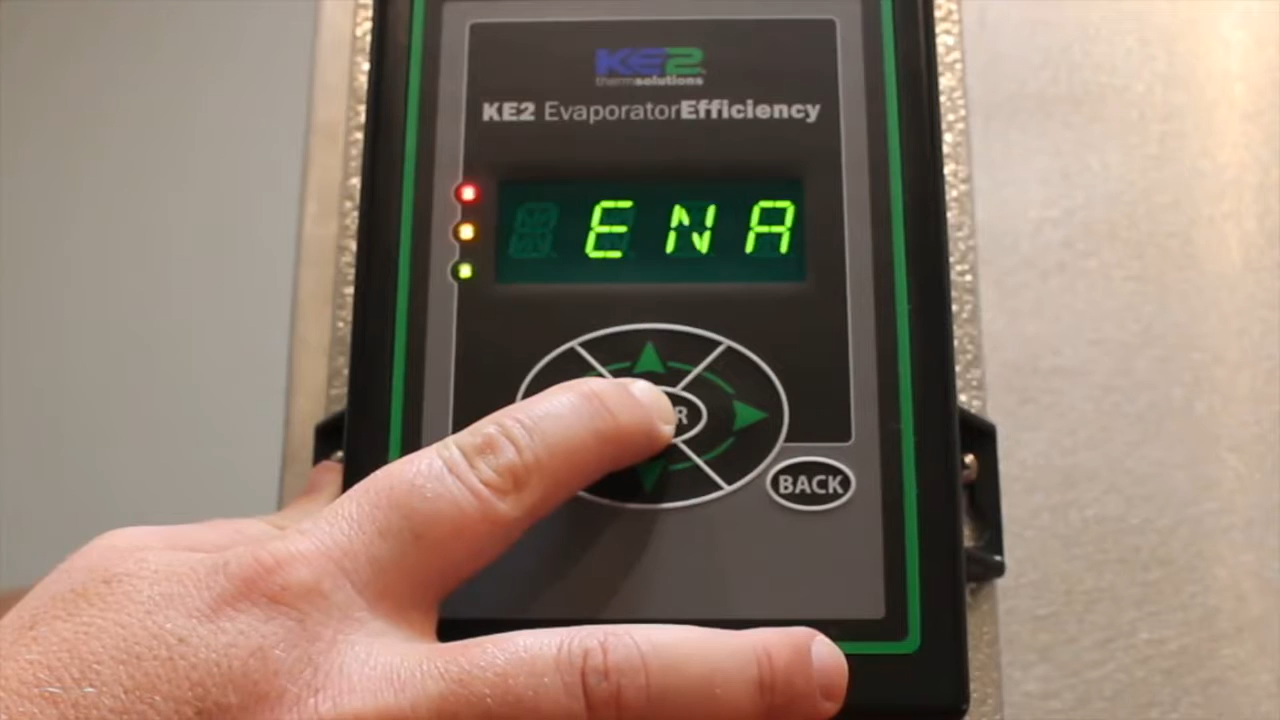 KE2
thermsolutions
KE2 EvaporatorEfficiency
ENA
R
BACK